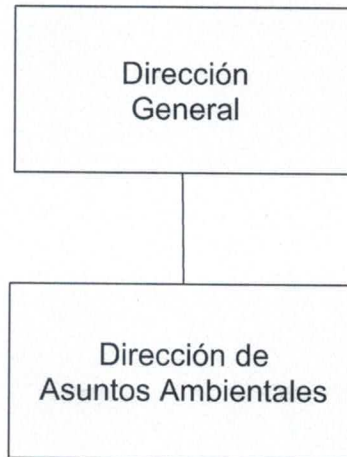 Dirección
General
Dirección de
Asuntos Ambientales